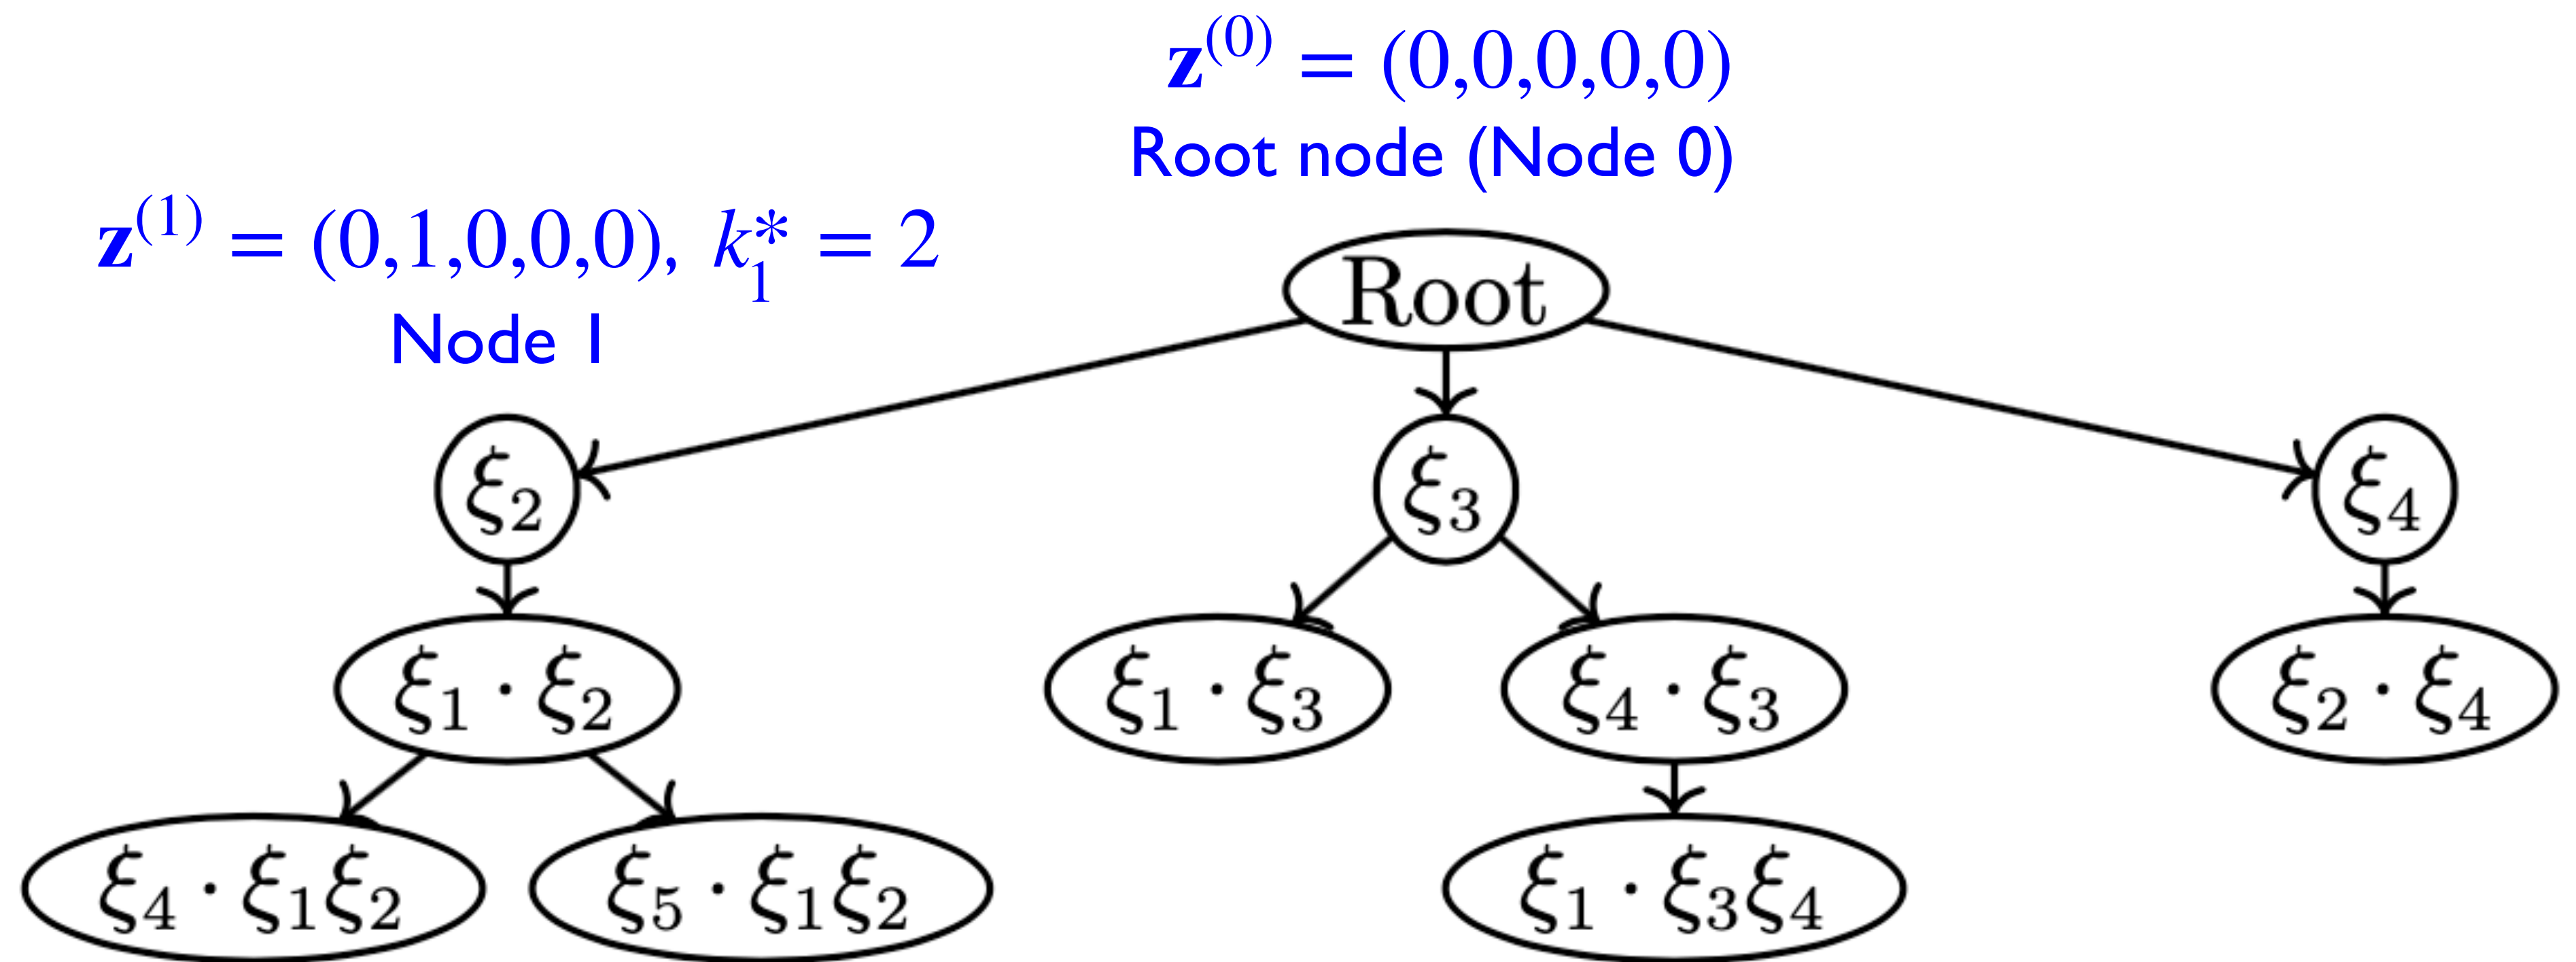 𝐳⁽⁰⁾ = (0,0,0,0,0)
Root node (Node 0)
𝐳⁽¹⁾ = (0,1,0,0,0), k₁* = 2
Node 1
Root
ξ₂
ξ₃
ξ₄
ξ₁ · ξ₂
ξ₁ · ξ₃
ξ₄ · ξ₃
ξ₂ · ξ₄
ξ₄ · ξ₁ξ₂
ξ₅ · ξ₁ξ₂
ξ₁ · ξ₃ξ₄